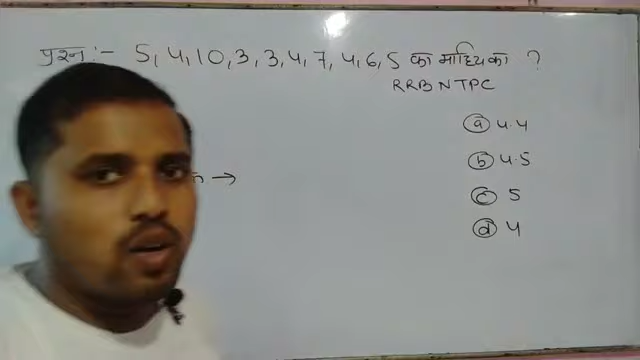 प्रश्न:- 5, 4, 10, 3, 3, 4, 7, 4, 6, 5 का माध्यिका ?
RRB NTPC
(a) 4.4
(b) 4.5
→
(c) 5
(d) 4